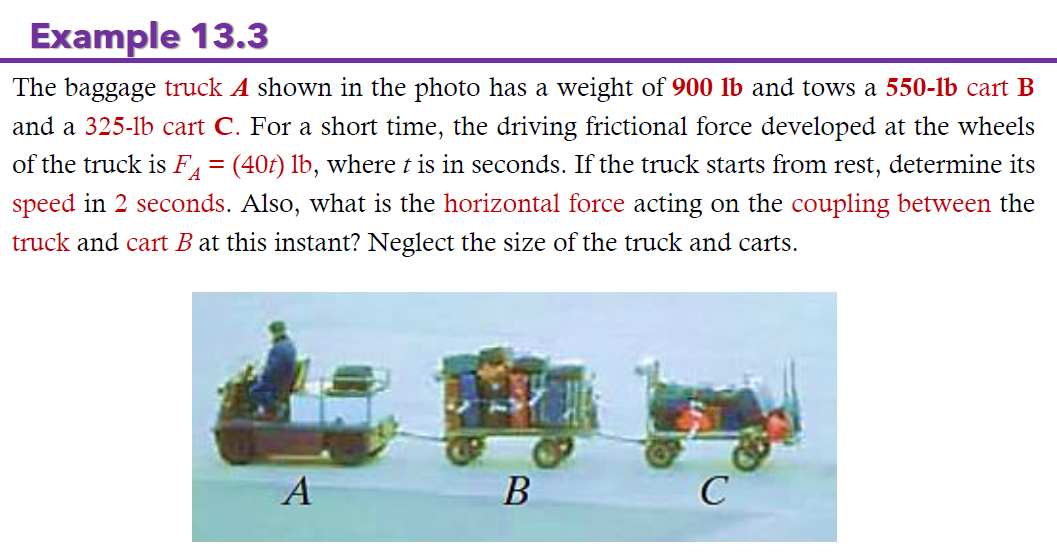 Example 13.3
The baggage truck A shown in the photo has a weight of 900 lb and tows a 550-lb cart B
and a 325-lb cart C. For a short time, the driving frictional force developed at the wheels
of the truck is F_A = (40t) lb, where t is in seconds. If the truck starts from rest, determine its
speed in 2 seconds. Also, what is the horizontal force acting on the coupling between the
truck and cart B at this instant? Neglect the size of the truck and carts.
A B C